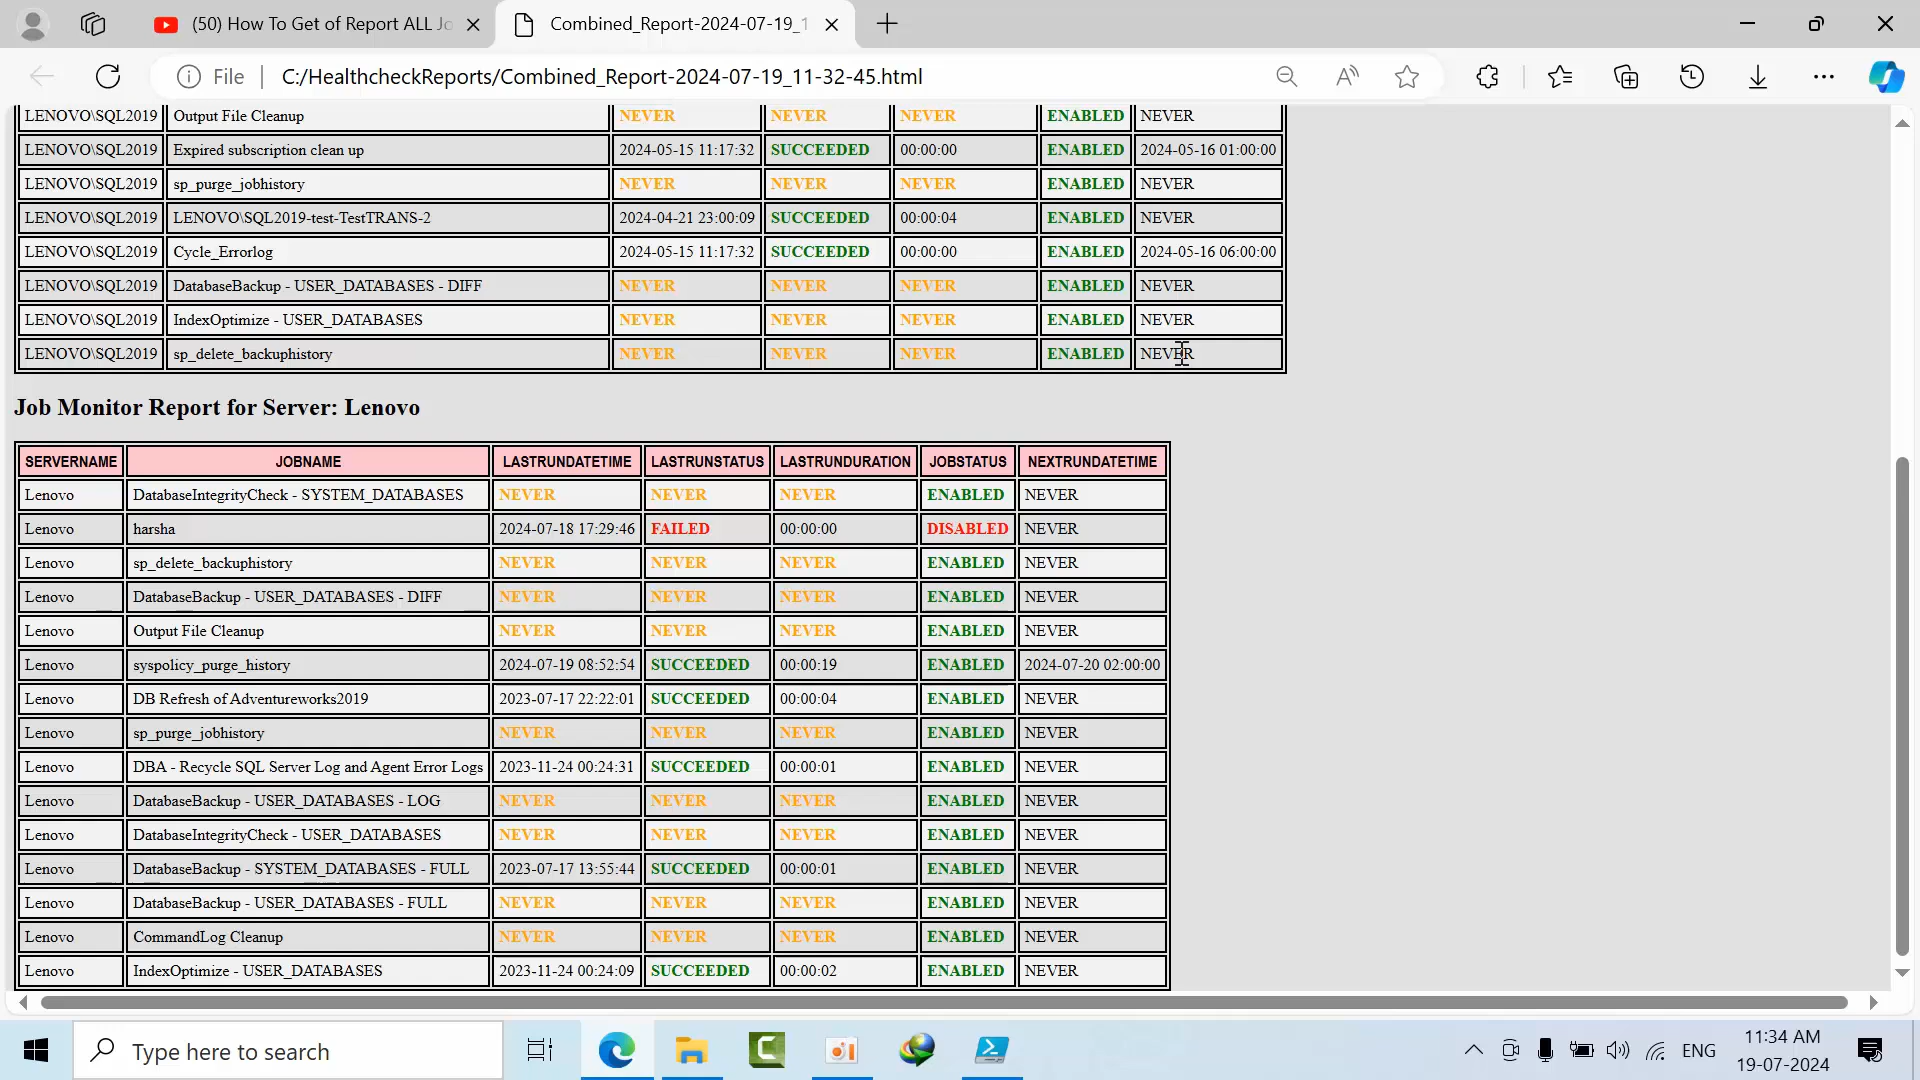 (50) How To Get of Report ALL Jo
Combined_Report-2024-07-19_1
File
C:/HealthcheckReports/Combined_Report-2024-07-19_11-32-45.html
LENOVO\SQL2019 Output File Cleanup NEVER NEVER NEVER ENABLED NEVER
LENOVO\SQL2019 Expired subscription clean up 2024-05-15 11:17:32 SUCCEEDED 00:00:00 ENABLED 2024-05-16 01:00:00
LENOVO\SQL2019 sp_purge_jobhistory NEVER NEVER NEVER ENABLED NEVER
LENOVO\SQL2019 LENOVO\SQL2019-test-TestTRANS-2 2024-04-21 23:00:09 SUCCEEDED 00:00:04 ENABLED NEVER
LENOVO\SQL2019 Cycle_Errorlog 2024-05-15 11:17:32 SUCCEEDED 00:00:00 ENABLED 2024-05-16 06:00:00
LENOVO\SQL2019 DatabaseBackup - USER_DATABASES - DIFF NEVER NEVER NEVER ENABLED NEVER
LENOVO\SQL2019 IndexOptimize - USER_DATABASES NEVER NEVER NEVER ENABLED NEVER
LENOVO\SQL2019 sp_delete_backuphistory NEVER NEVER NEVER ENABLED NEVER
Job Monitor Report for Server: Lenovo
SERVERNAME JOBNAME LASTRUNDATETIME LASTRUNSTATUS LASTRUNDURATION JOBSTATUS NEXTRUNDATETIME
Lenovo DatabaseIntegrityCheck - SYSTEM_DATABASES NEVER NEVER NEVER ENABLED NEVER
Lenovo harsha 2024-07-18 17:29:46 FAILED 00:00:00 DISABLED NEVER
Lenovo sp_delete_backuphistory NEVER NEVER NEVER ENABLED NEVER
Lenovo DatabaseBackup - USER_DATABASES - DIFF NEVER NEVER NEVER ENABLED NEVER
Lenovo Output File Cleanup NEVER NEVER NEVER ENABLED NEVER
Lenovo syspolicy_purge_history 2024-07-19 08:52:54 SUCCEEDED 00:00:19 ENABLED 2024-07-20 02:00:00
Lenovo DB Refresh of Adventureworks2019 2023-07-17 22:22:01 SUCCEEDED 00:00:04 ENABLED NEVER
Lenovo sp_purge_jobhistory NEVER NEVER NEVER ENABLED NEVER
Lenovo DBA - Recycle SQL Server Log and Agent Error Logs 2023-11-24 00:24:31 SUCCEEDED 00:00:01 ENABLED NEVER
Lenovo DatabaseBackup - USER_DATABASES - LOG NEVER NEVER NEVER ENABLED NEVER
Lenovo DatabaseIntegrityCheck - USER_DATABASES NEVER NEVER NEVER ENABLED NEVER
Lenovo DatabaseBackup - SYSTEM_DATABASES - FULL 2023-07-17 13:55:44 SUCCEEDED 00:00:01 ENABLED NEVER
Lenovo DatabaseBackup - USER_DATABASES - FULL NEVER NEVER NEVER ENABLED NEVER
Lenovo CommandLog Cleanup NEVER NEVER NEVER ENABLED NEVER
Lenovo IndexOptimize - USER_DATABASES 2023-11-24 00:24:09 SUCCEEDED 00:00:02 ENABLED NEVER
Type here to search
ENG
11:34 AM
19-07-2024